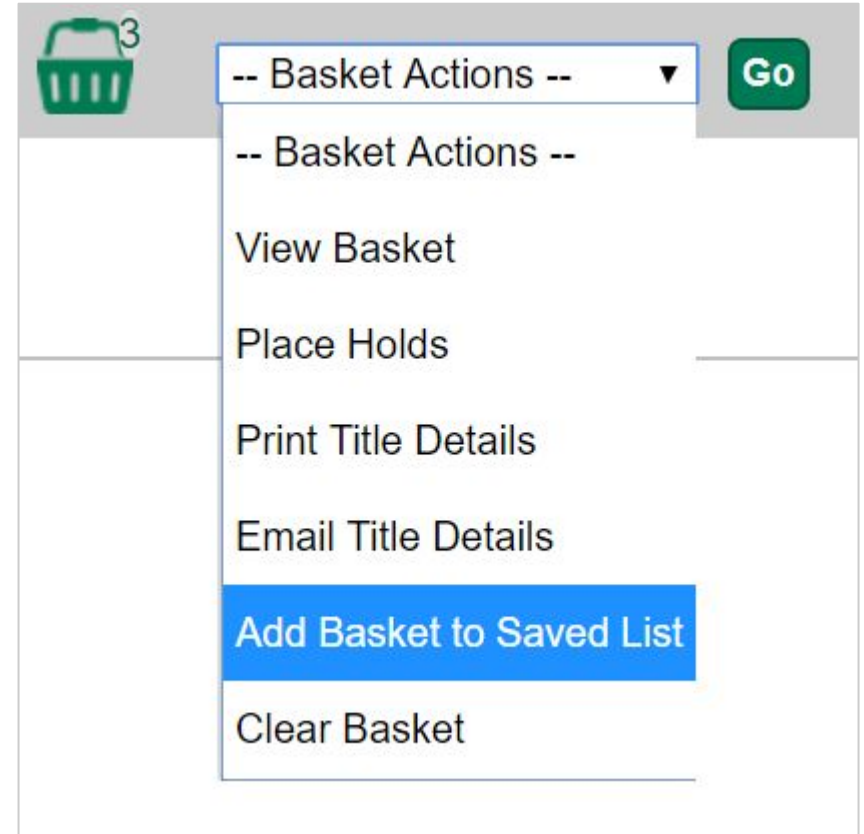 3
-- Basket Actions -- ▼ Go
-- Basket Actions --
View Basket
Place Holds
Print Title Details
Email Title Details
Add Basket to Saved List
Clear Basket